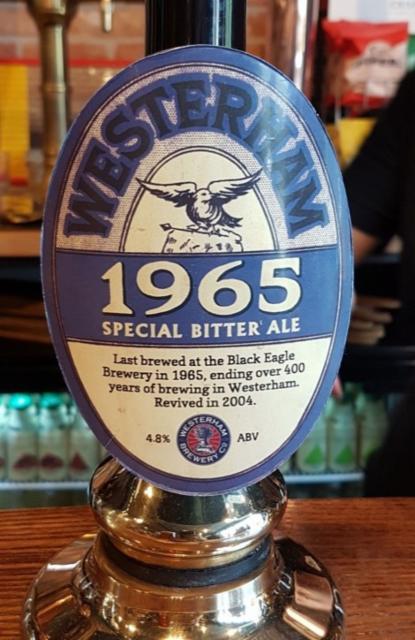 WESTERHAM
1965
SPECIAL BITTER ALE
Last brewed at the Black Eagle
Brewery in 1965, ending over 400
years of brewing in Westerham.
Revived in 2004.
4.8% WESTERHAM BREWERY CO ABV